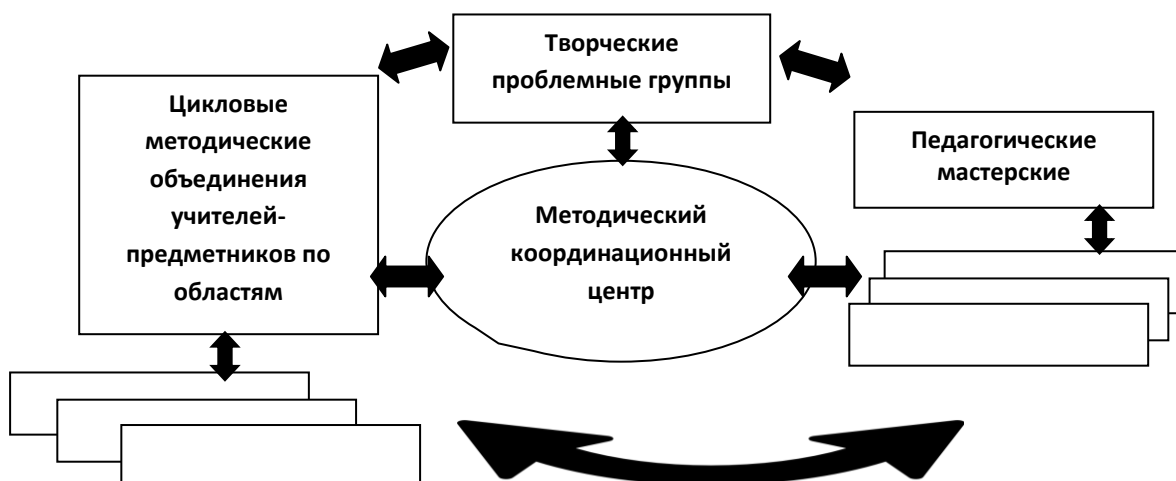 Творческие
проблемные группы
Цикловые
методические
объединения
учителей-
предметников по
областям
Педагогические
мастерские
Методический
координационный
центр